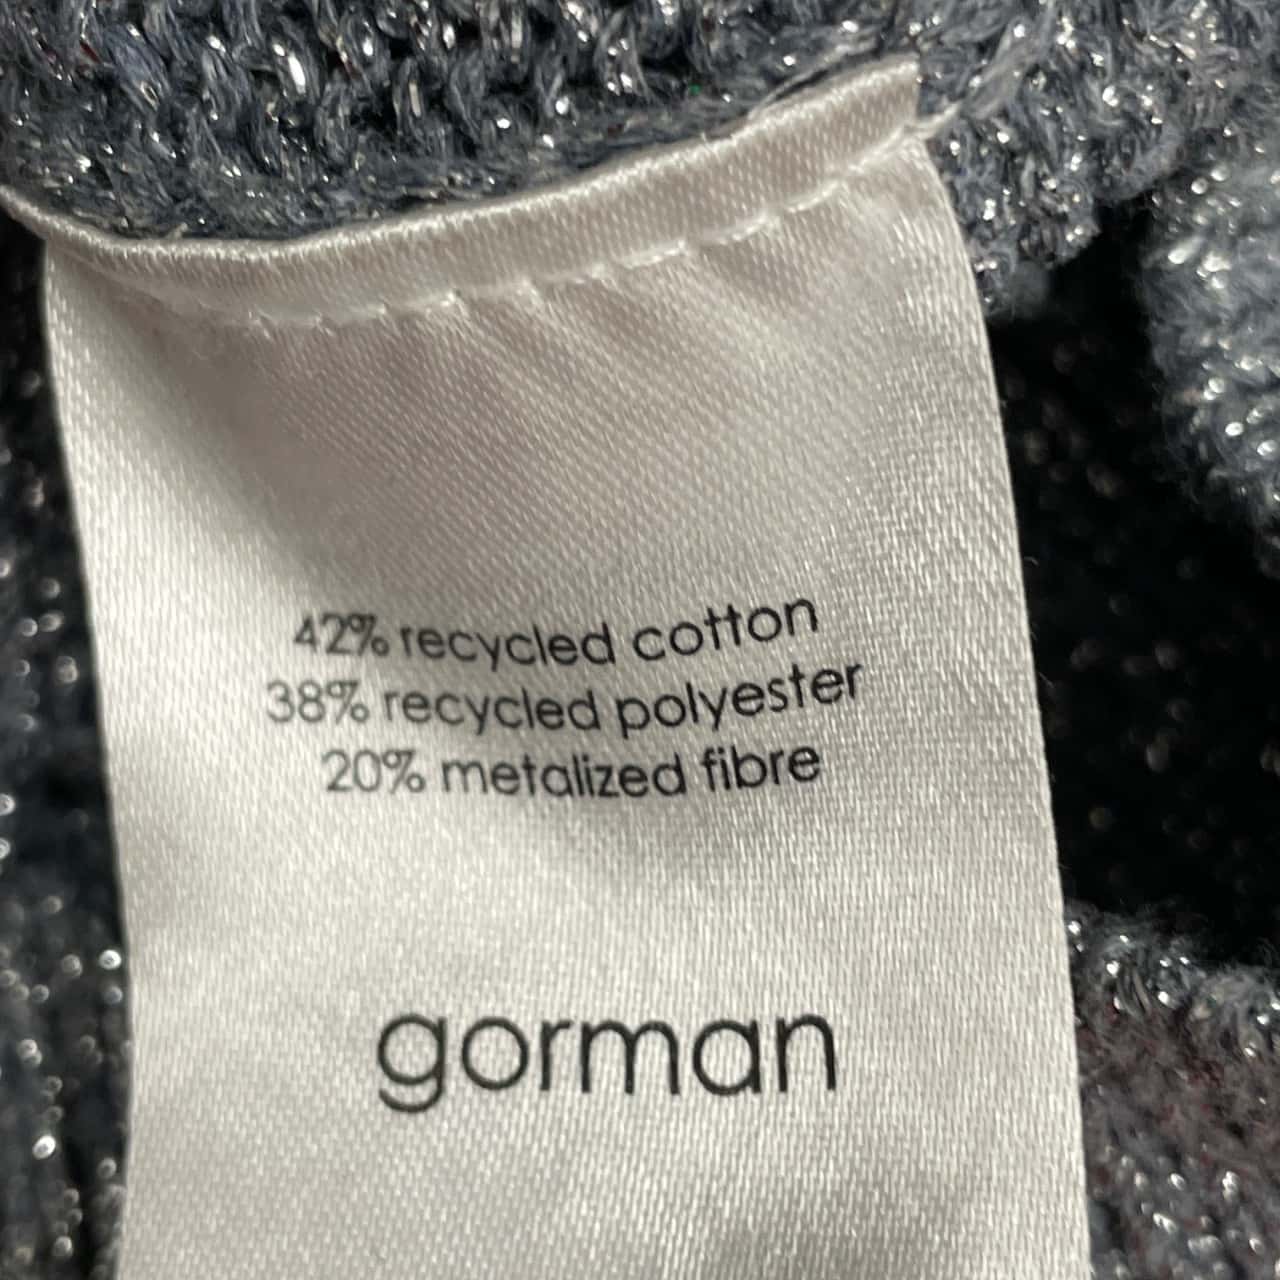 42% recycled cotton
38% recycled polyester
20% metalized fibre
gorman